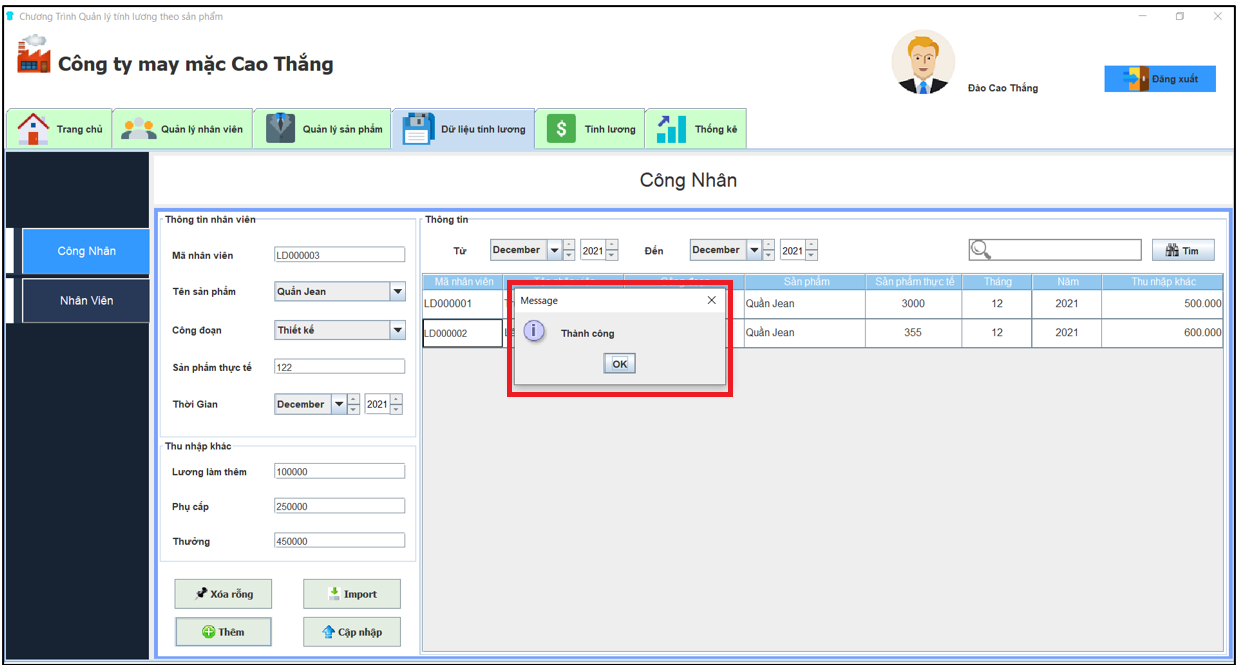 Chương Trình Quản lý tính lương theo sản phẩm
Công ty may mặc Cao Thắng
Đào Cao Thắng
Đăng xuất
Trang chủ
Quản lý nhân viên
Quản lý sản phẩm
Dữ liệu tính lương
Tính lương
Thống kê
Công Nhân
Công Nhân
Nhân Viên
Thông tin nhân viên
Mã nhân viên LD000003
Tên sản phẩm Quần Jean
Công đoạn Thiết kế
Sản phẩm thực tế 122
Thời Gian December 2021
Thu nhập khác
Lương làm thêm 100000
Phụ cấp 250000
Thưởng 450000
Xóa rỗng
Import
Thêm
Cập nhập
Thông tin
Từ December 2021 Đến December 2021 Tìm
Mã nhân viên Sản phẩm Sản phẩm thực tế Tháng Năm Thu nhập khác
LD000001 Quần Jean 3000 12 2021 500.000
LD000002 Quần Jean 355 12 2021 600.000
Message
Thành công
OK